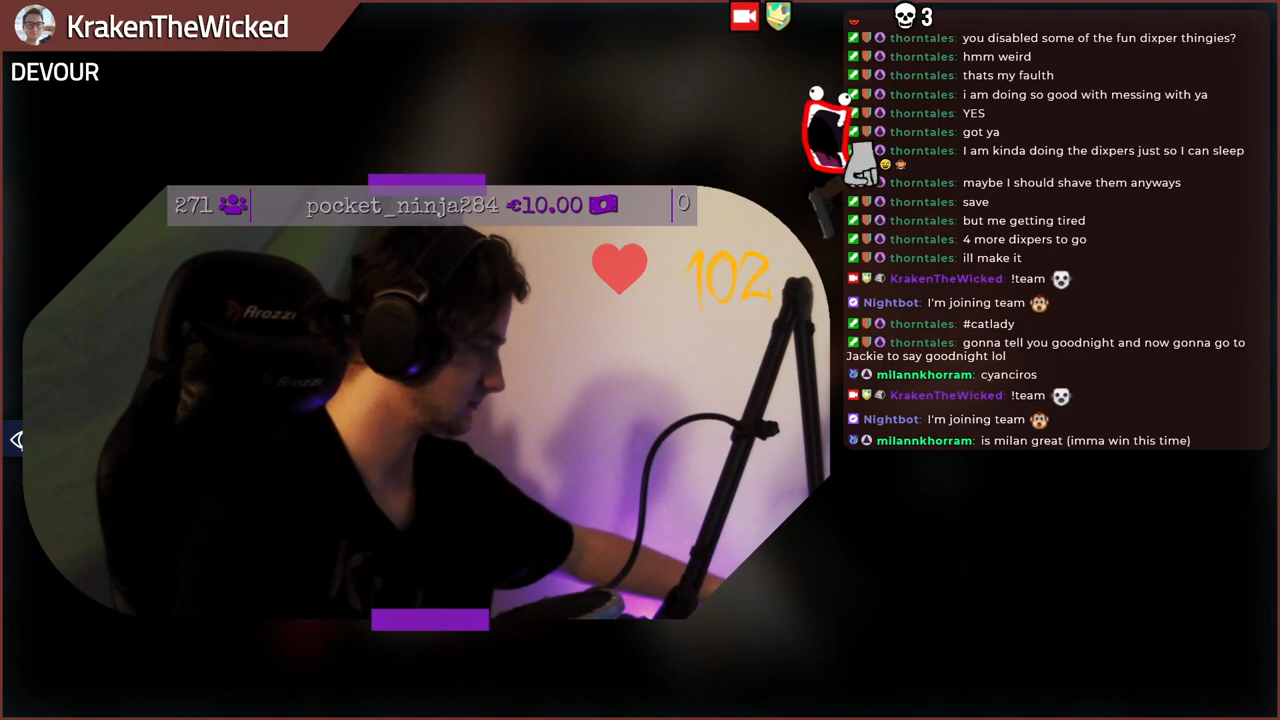 KrakenTheWicked
DEVOUR
3
thorntales: you disabled some of the fun dixper thingies?
thorntales: hmm weird
thorntales: thats my faulth
thorntales: i am doing so good with messing with ya
thorntales: YES
thorntales: got ya
thorntales: I am kinda doing the dixpers just so I can sleep
thorntales: maybe I should shave them anyways
thorntales: save
thorntales: but me getting tired
thorntales: 4 more dixpers to go
thorntales: ill make it
KrakenTheWicked: !team
Nightbot: I'm joining team
thorntales: #catlady
thorntales: gonna tell you goodnight and now gonna go to
Jackie to say goodnight lol
milannkhorram: cyanciros
KrakenTheWicked: !team
Nightbot: I'm joining team
milannkhorram: is milan great (imma win this time)
271 pocket_ninja284 €10.00 0
102
Arozzi
Arozzi